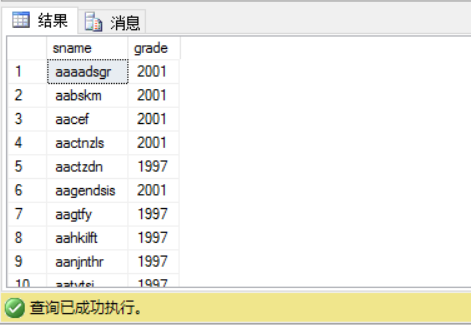 结果 消息
sname grade
1 aaaadsgr 2001
2 aabskm 2001
3 aacef 2001
4 aactnzls 2001
5 aactzdn 1997
6 aagendsis 2001
7 aagtfy 1997
8 aahkilft 1997
9 aanjnthr 1997
10 1997
查询已成功执行。